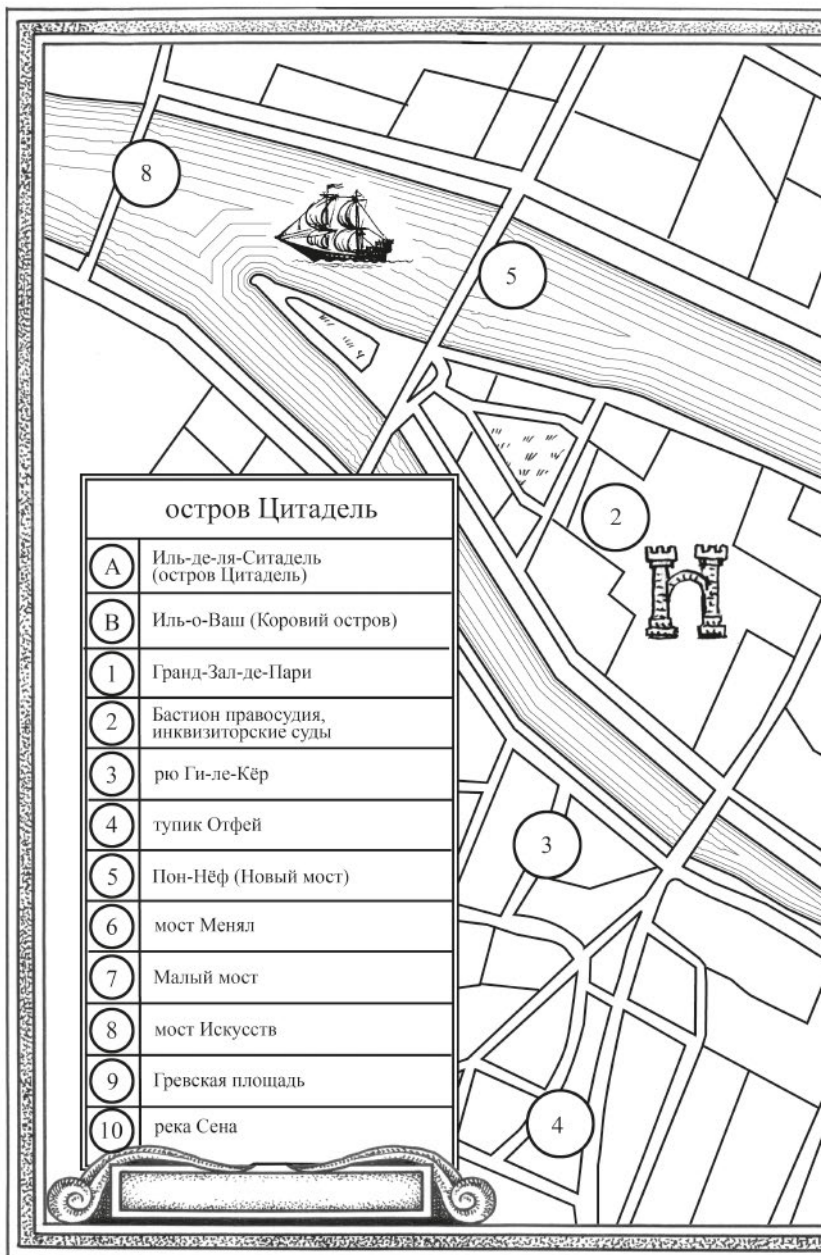 8
5
2
остров Цитадель
A Иль-де-ля-Ситадель
(остров Цитадель)
B Иль-о-Ваш (Коровий остров)
1 Гранд-Зал-де-Пари
2 Бастион правосудия,
инквизиторские суды
3 рю Ги-ле-Кёр
4 тупик Отфей
5 Пон-Нёф (Новый мост)
6 мост Менял
7 Малый мост
8 мост Искусств
9 Гревская площадь
10 река Сена
3
4